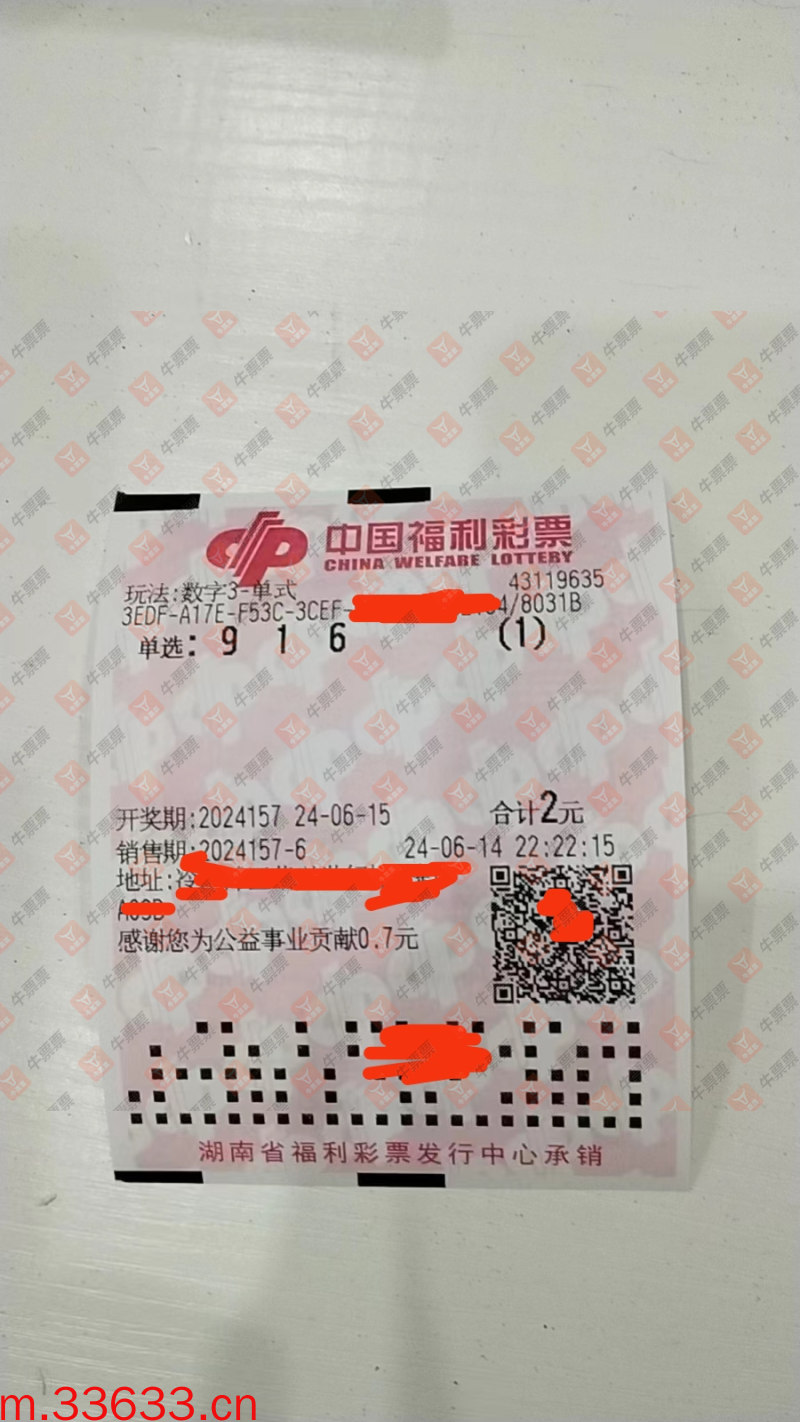 中国福利彩票
CHINA WELFARE LOTTERY
43119635
玩法:数字3-单式
3EDF-A17E-F53C-3CEF- /8031B
单选: 9 1 6 (1)
开奖期:2024157 24-06-15 合计2元
销售期:2024157-6 24-06-14 22:22:15
地址:
感谢您为公益事业贡献0.7元
湖南省福利彩票发行中心承销
牛票票
m.33633.cn